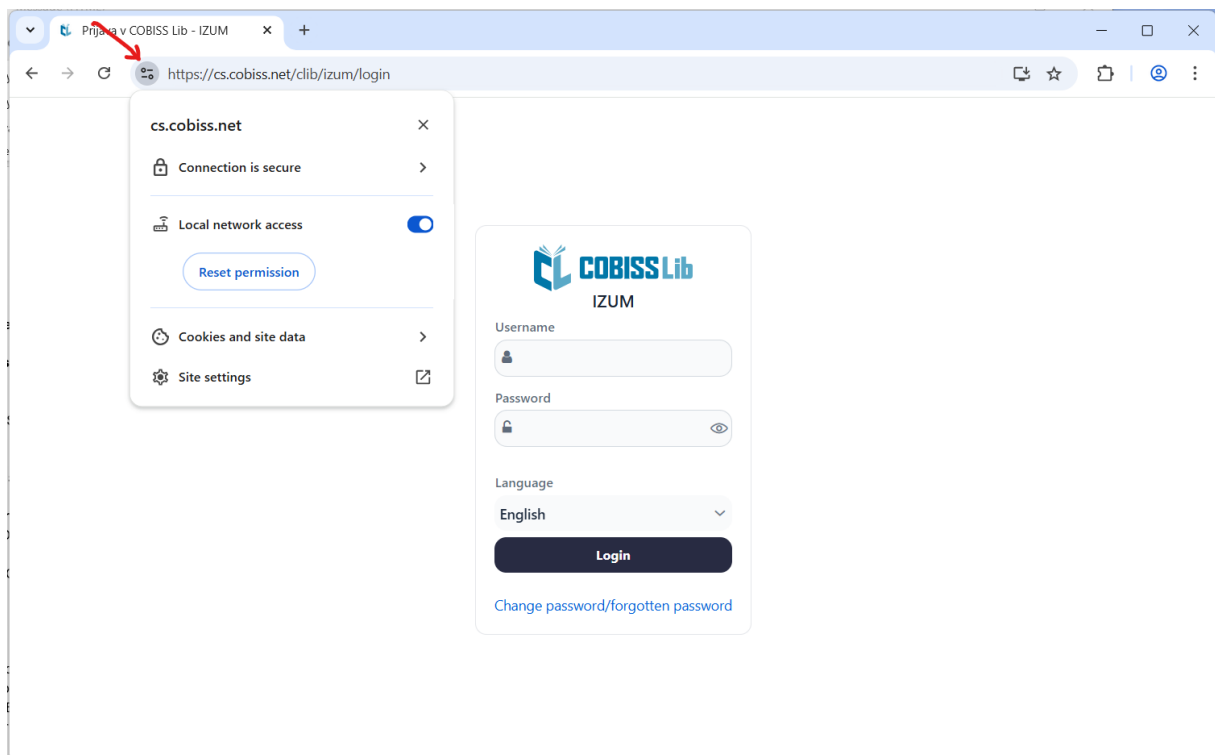 Prijava v COBISS Lib - IZUM
https://cs.cobiss.net/clib/izum/login
cs.cobiss.net
Connection is secure
Local network access
Reset permission
Cookies and site data
Site settings
COBISS Lib
IZUM
Username
Password
Language
English
Login
Change password/forgotten password